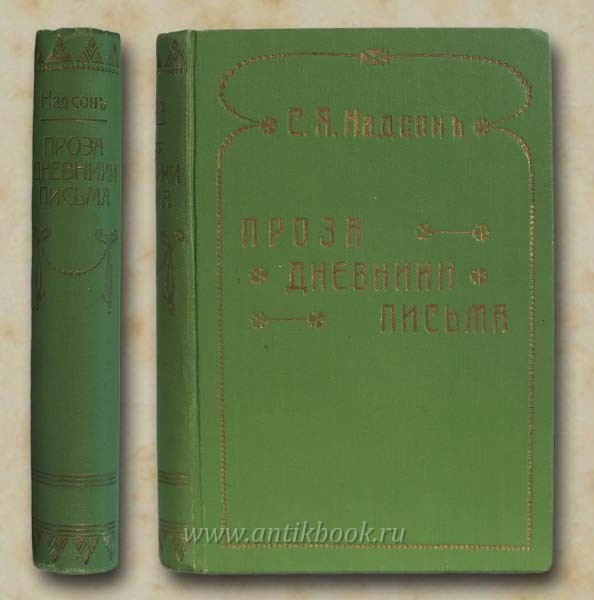 Надсонъ
ПРОЗА
ДНЕВНИКИ
ПИСЬМА
С. Я. Надсонъ
ПРОЗА
ДНЕВНИКИ
ПИСЬМА
www.antikbook.ru